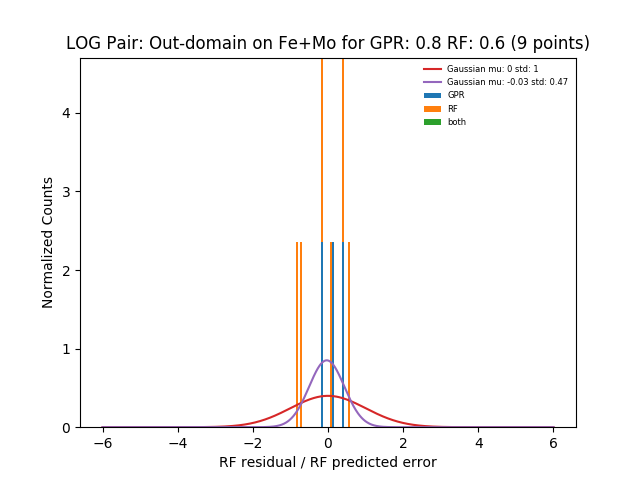 LOG Pair: Out-domain on Fe+Mo for GPR: 0.8 RF: 0.6 (9 points)
Gaussian mu: 0 std: 1
Gaussian mu: -0.03 std: 0.47
GPR
RF
both
Normalized Counts
4
3
2
1
0
−6 −4 −2 0 2 4 6
RF residual / RF predicted error